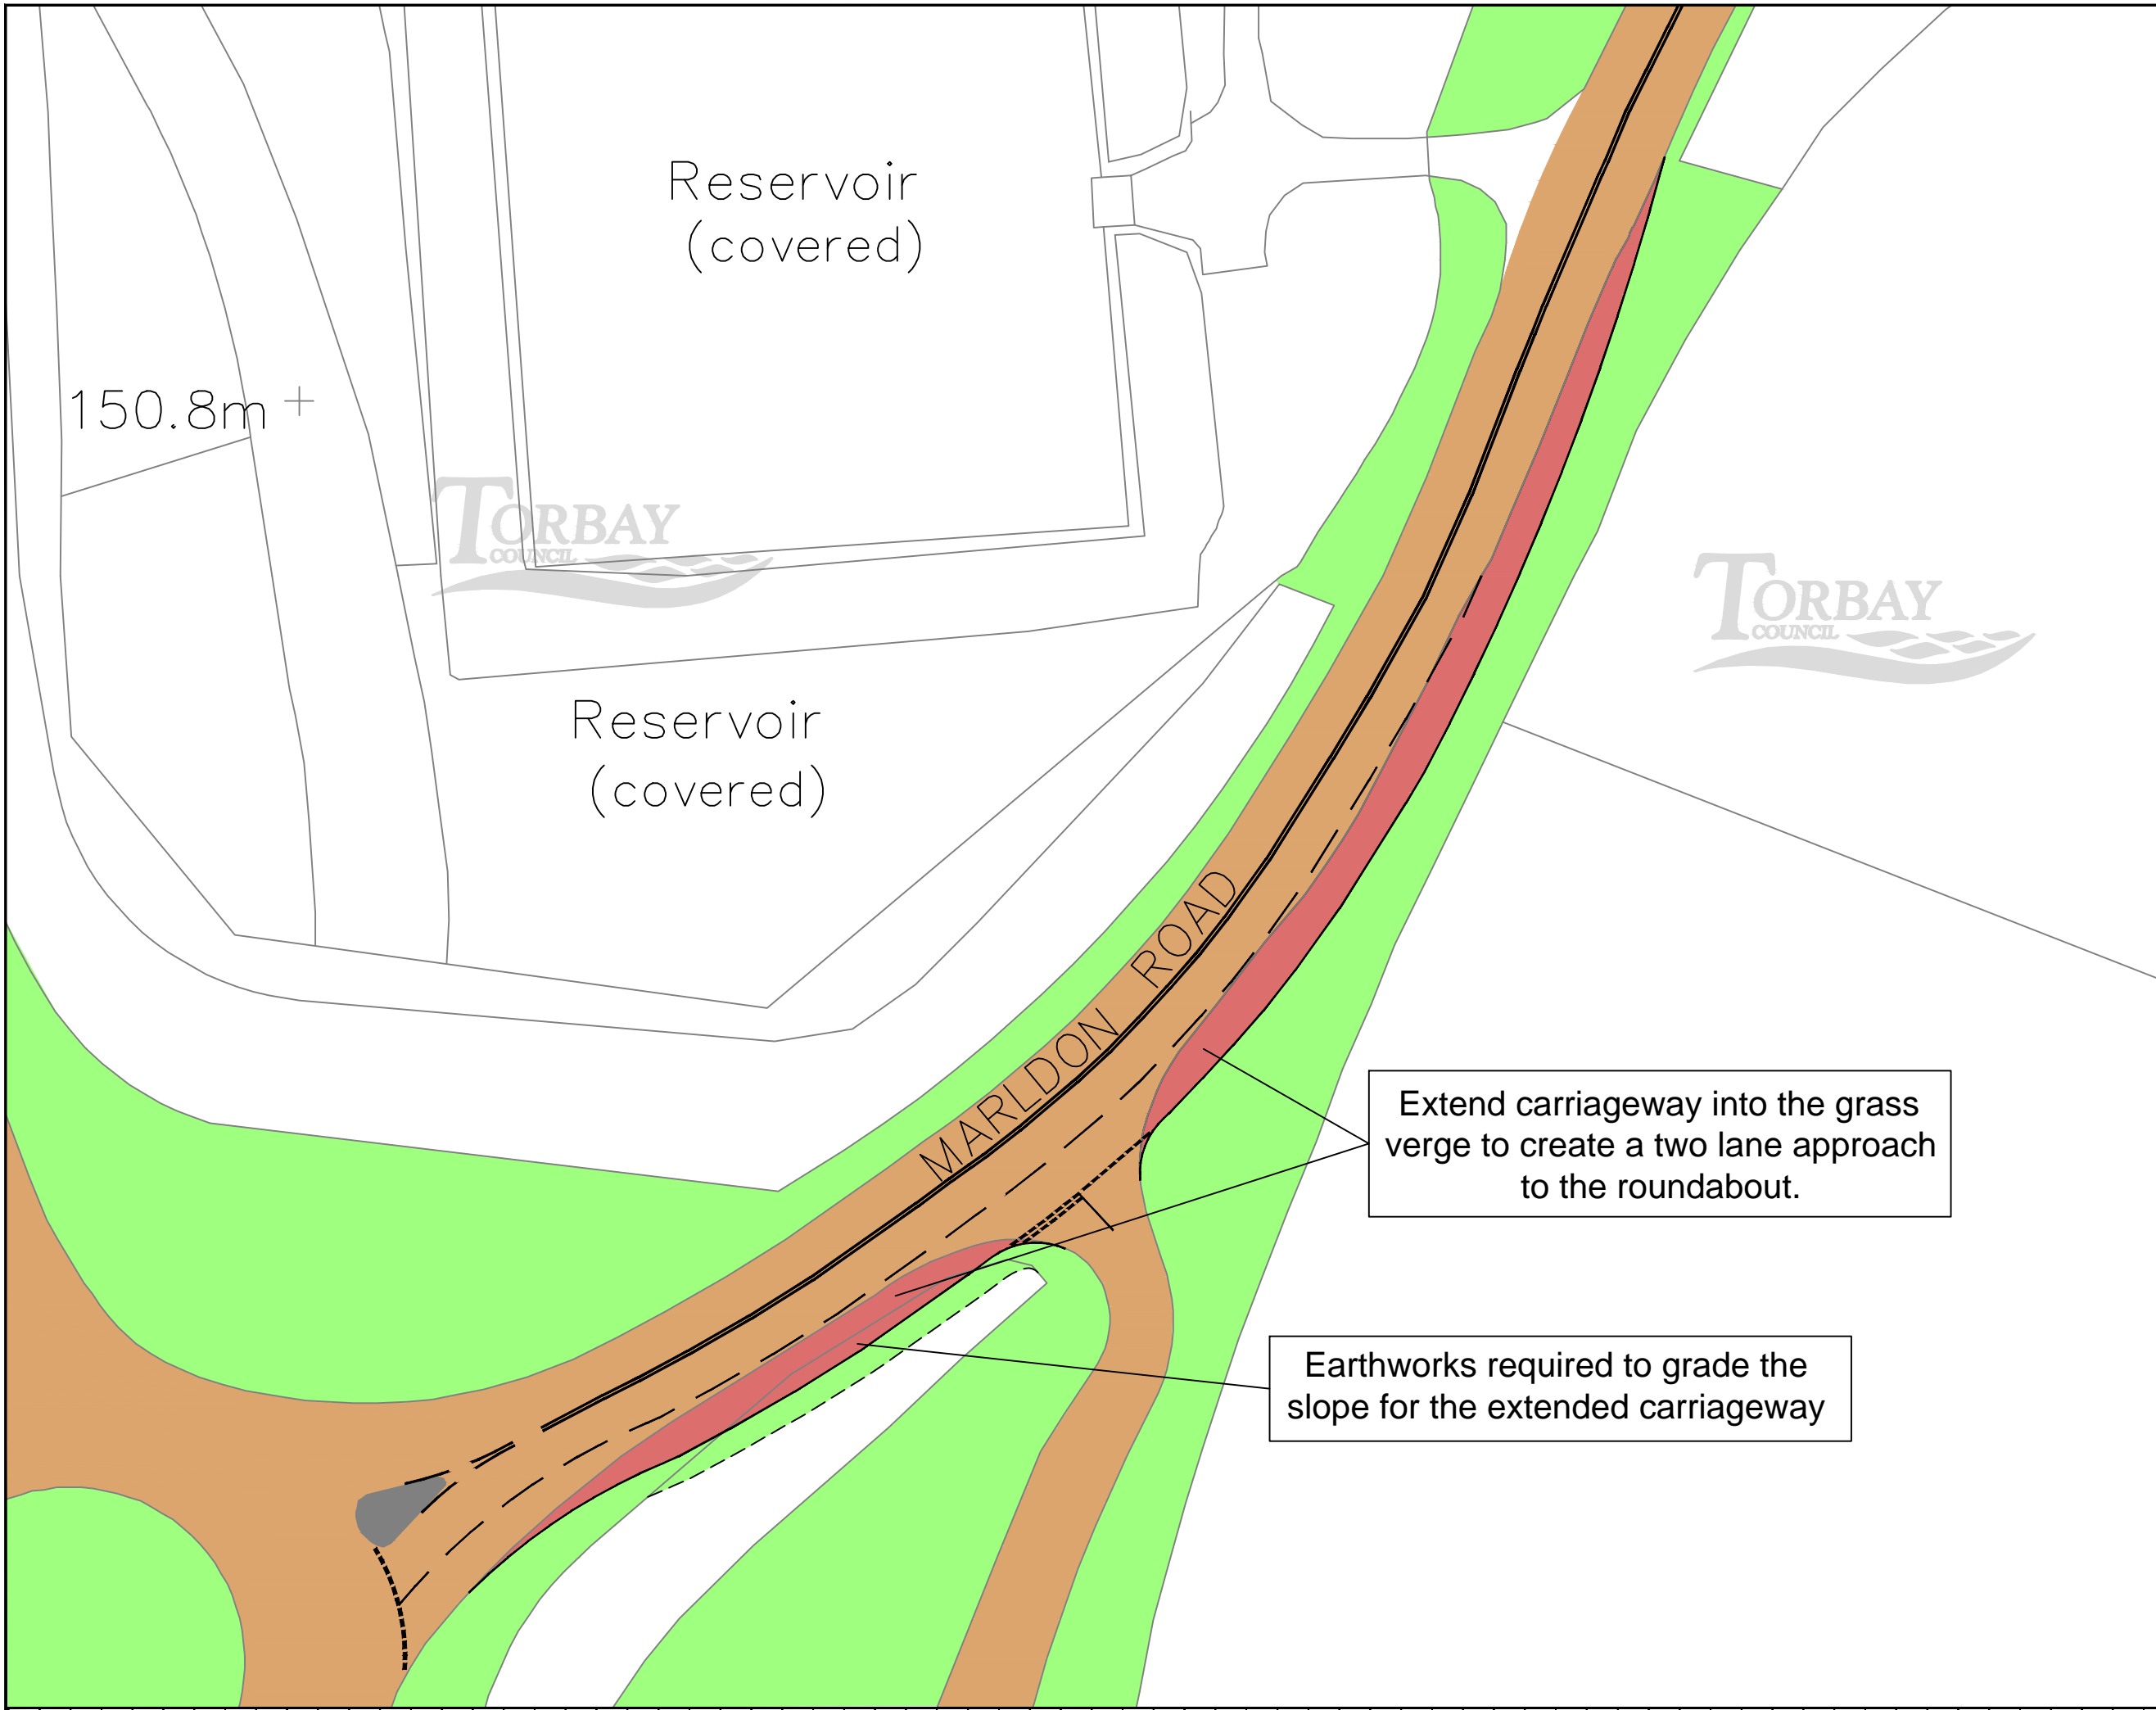 Reservoir
(covered)
150.8m
TORBAY
COUNCIL
TORBAY
COUNCIL
Reservoir
(covered)
MARLDON ROAD
Extend carriageway into the grass
verge to create a two lane approach
to the roundabout.
Earthworks required to grade the
slope for the extended carriageway